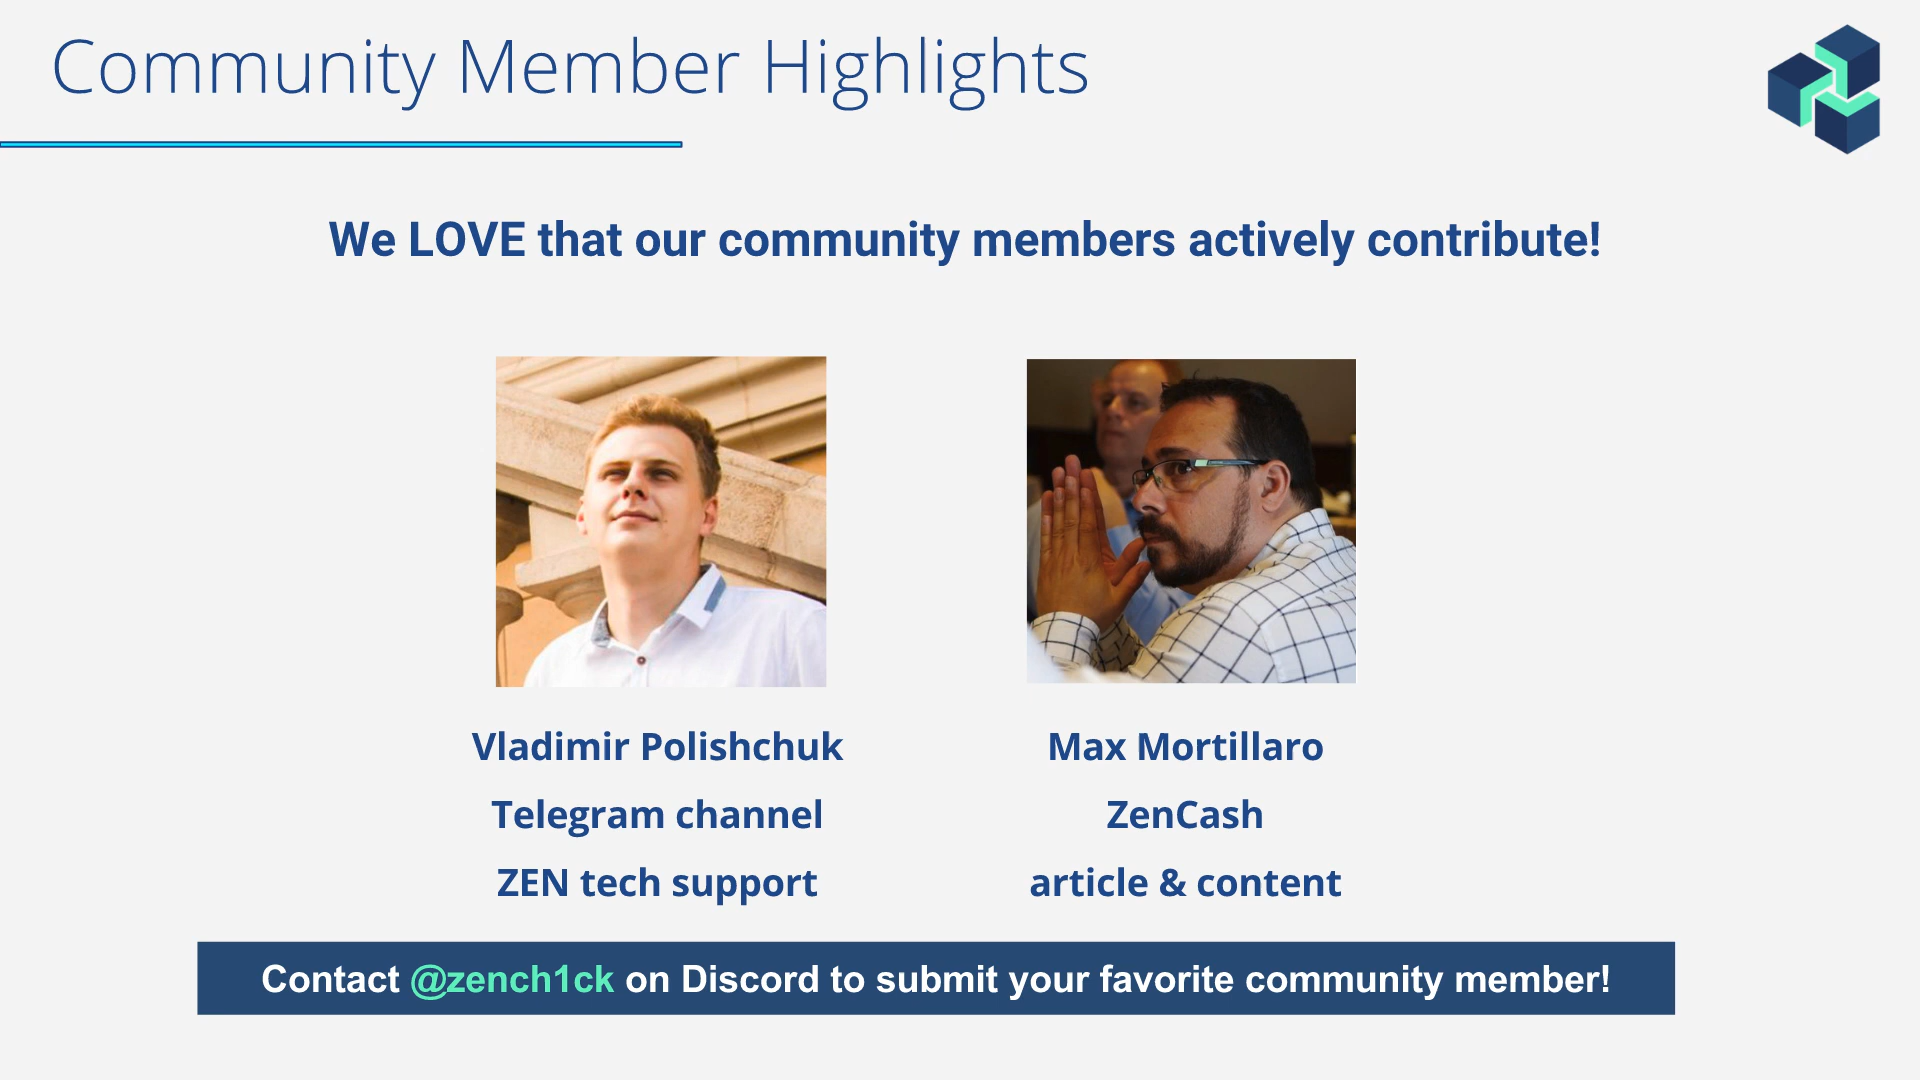 Community Member Highlights
We LOVE that our community members actively contribute!
Vladimir Polishchuk
Telegram channel
ZEN tech support
Max Mortillaro
ZenCash
article & content
Contact @zench1ck on Discord to submit your favorite community member!